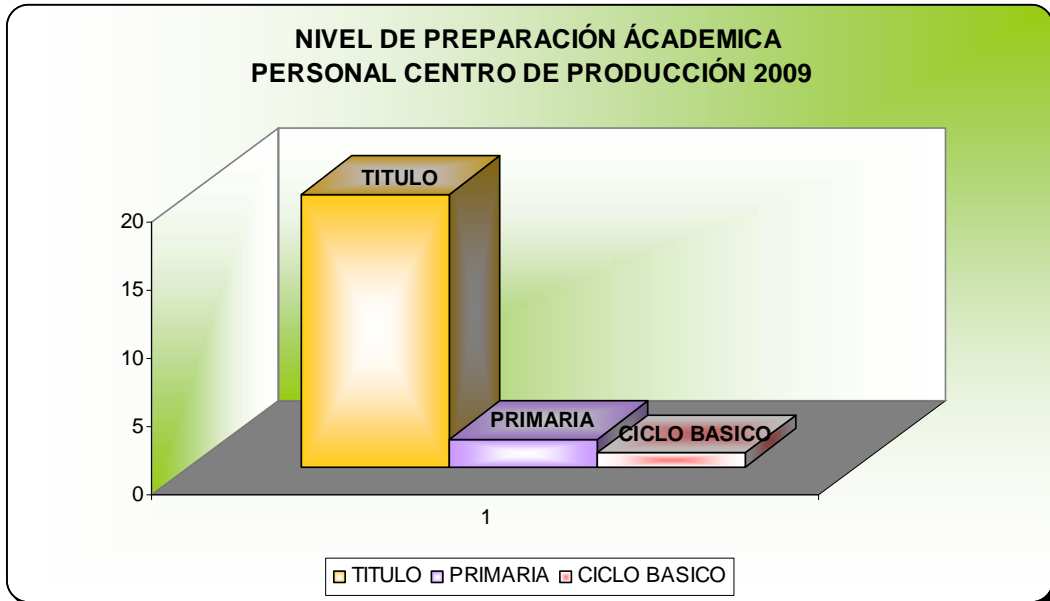 NIVEL DE PREPARACIÓN ÁCADEMICA
PERSONAL CENTRO DE PRODUCCIÓN 2009
TITULO
20
15
10
5
0
PRIMARIA
CICLO BASICO
1
TITULO PRIMARIA CICLO BASICO